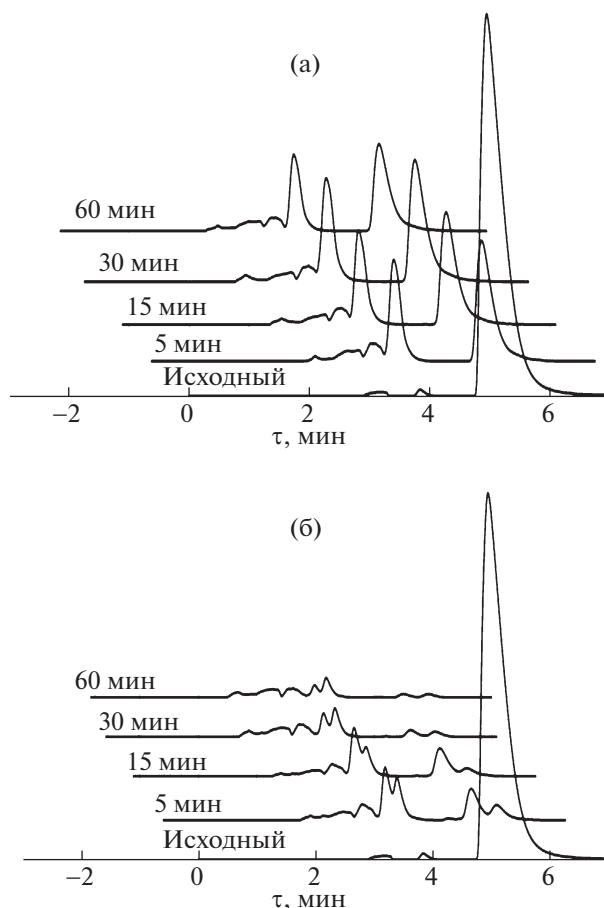 (а)
60 мин
30 мин
15 мин
5 мин
Исходный
−2 0 2 4 6
τ, мин
(б)
60 мин
30 мин
15 мин
5 мин
Исходный
−2 0 2 4 6
τ, мин